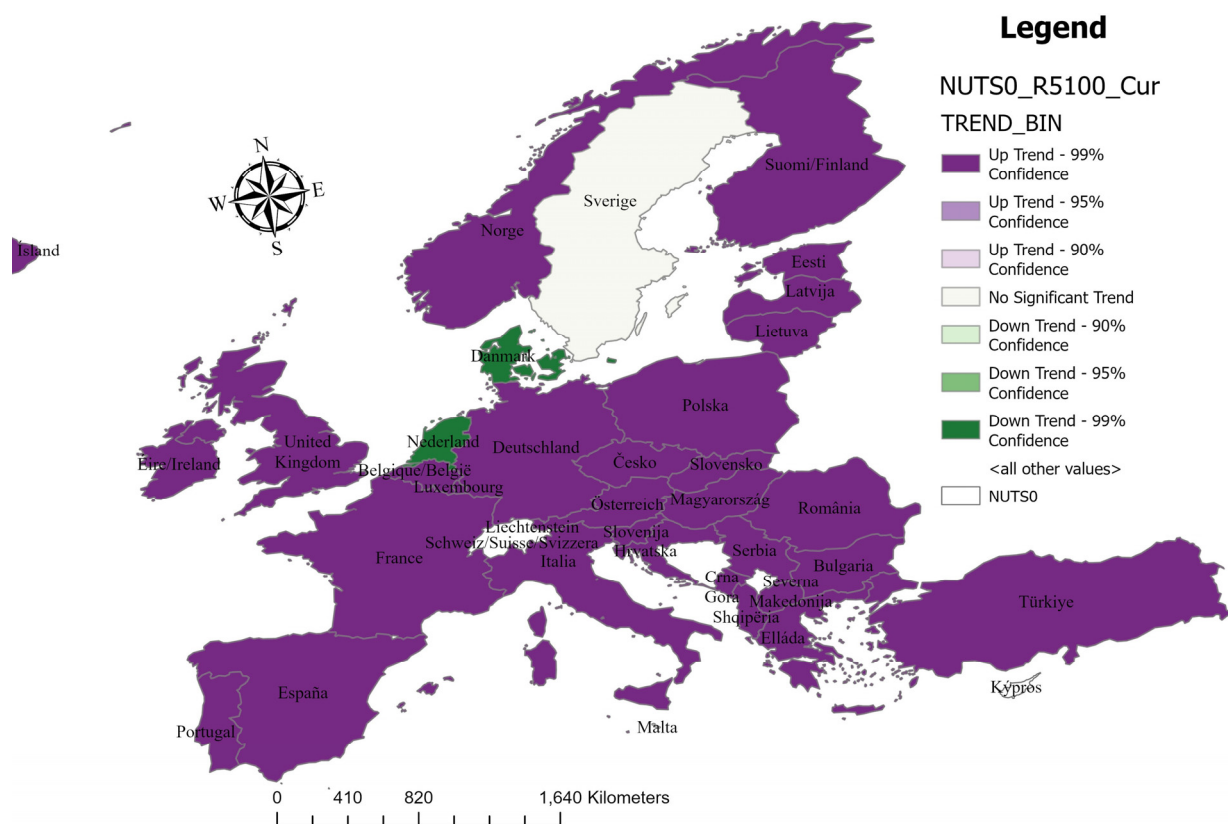 Legend
NUTS0_R5100_Cur
TREND_BIN
Up Trend - 99%
Confidence
Up Trend - 95%
Confidence
Up Trend - 90%
Confidence
No Significant Trend
Down Trend - 90%
Confidence
Down Trend - 95%
Confidence
Down Trend - 99%
Confidence
<all other values>
NUTS0
N
W
E
S
Ísland
Suomi/Finland
Sverige
Norge
Eesti
Latvija
Lietuva
Danmark
Polska
United
Kingdom
Nederland
Deutschland
Éire/Ireland
Belgique/België
Česko
Slovensko
Luxembourg
Österreich
Magyarország
România
Liechtenstein
Slovenija
Schweiz/Suisse/Svizzera
Hrvatska
Serbia
France
Italia
Bulgaria
Crna
Gora
Severna
Makedonija
Türkiye
Shqipëria
Elláda
Kýpros
España
Portugal
Malta
0 410 820 1,640 Kilometers